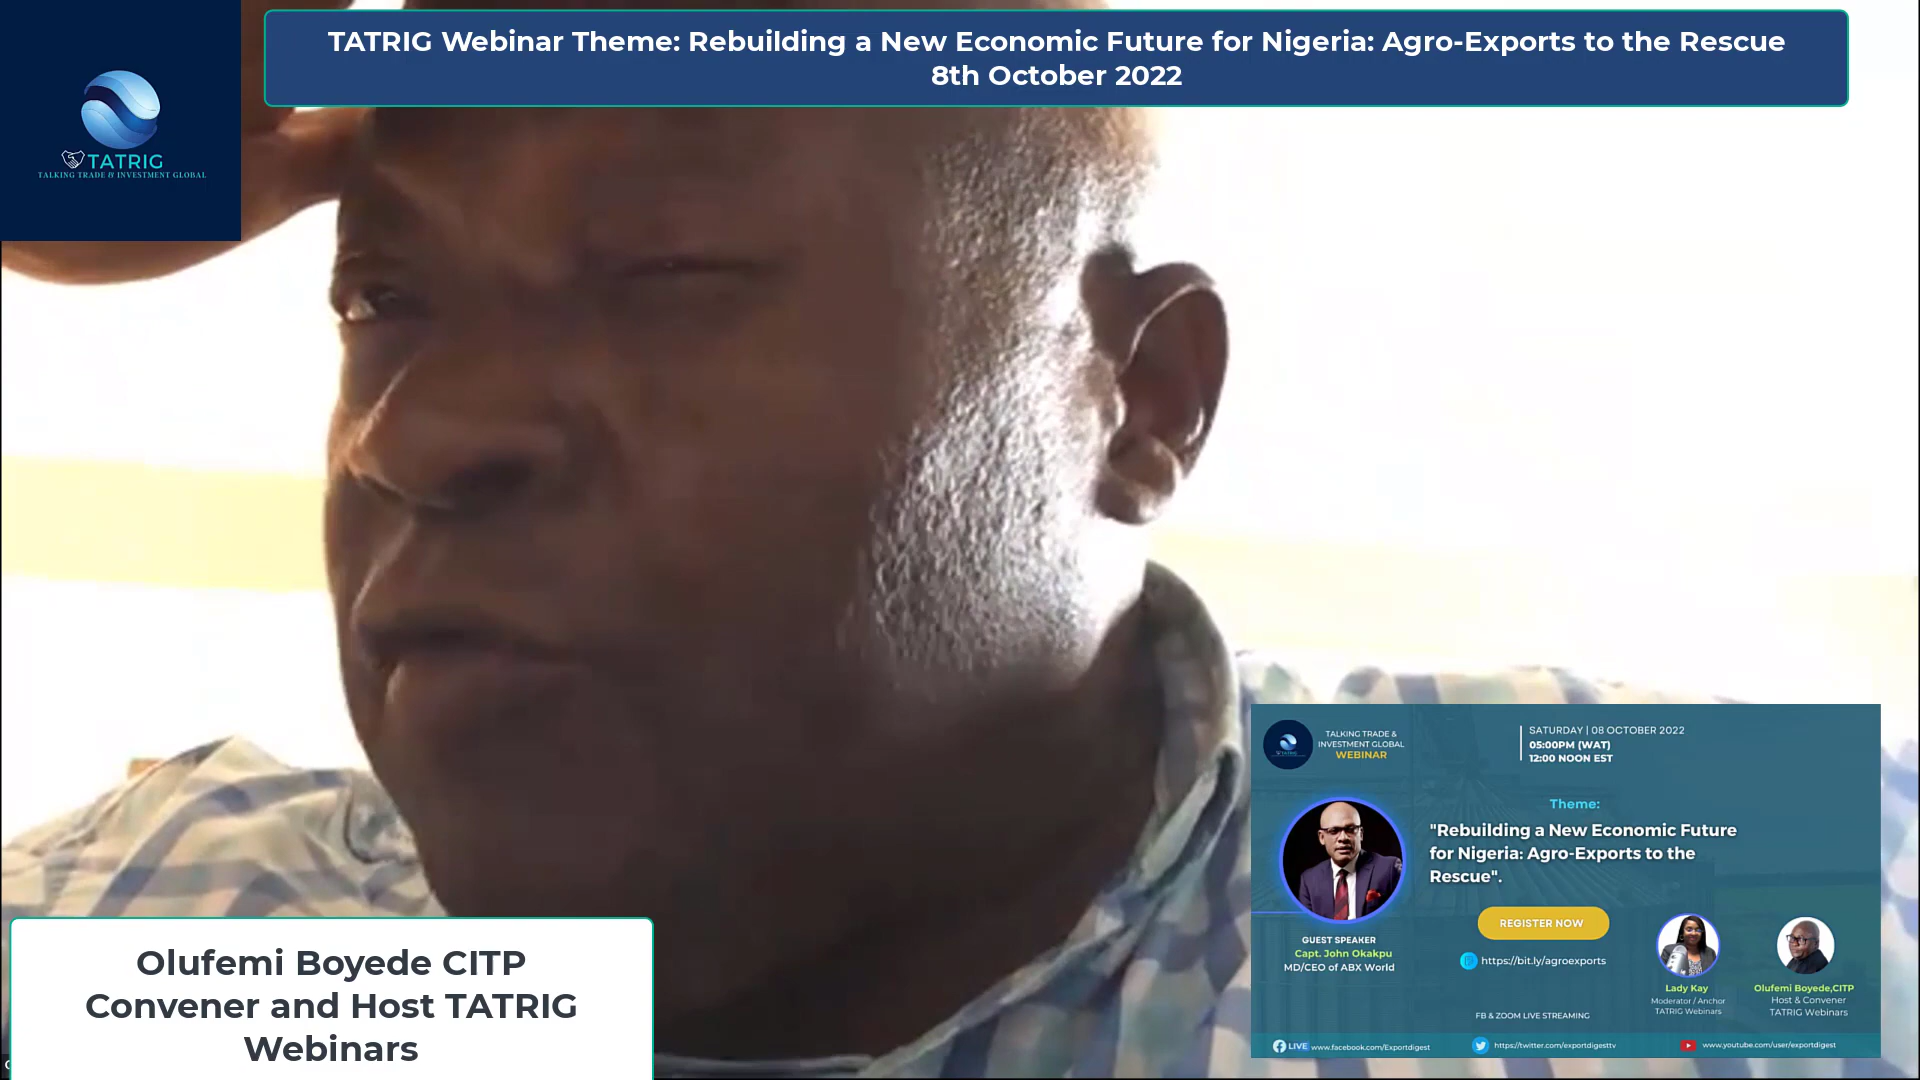 TATRIG Webinar Theme: Rebuilding a New Economic Future for Nigeria: Agro-Exports to the Rescue
8th October 2022
TATRIG
TALKING TRADE & INVESTMENT GLOBAL
TALKING TRADE &
INVESTMENT GLOBAL
WEBINAR
SATURDAY | 08 OCTOBER 2022
05:00PM (WAT)
12:00 NOON EST
Theme:
"Rebuilding a New Economic Future
for Nigeria: Agro-Exports to the
Rescue".
REGISTER NOW
https://bit.ly/agroexports
GUEST SPEAKER
Capt. John Okakpu
MD/CEO of ABX World
Lady Kay
Moderator / Anchor
TATRIG Webinars
Olufemi Boyede,CITP
Host & Convener
TATRIG Webinars
FB & ZOOM LIVE STREAMING
LIVE www.facebook.com/Exportdigest
https://twitter.com/exportdigesttv
www.youtube.com/user/exportdigest
Olufemi Boyede CITP
Convener and Host TATRIG
Webinars